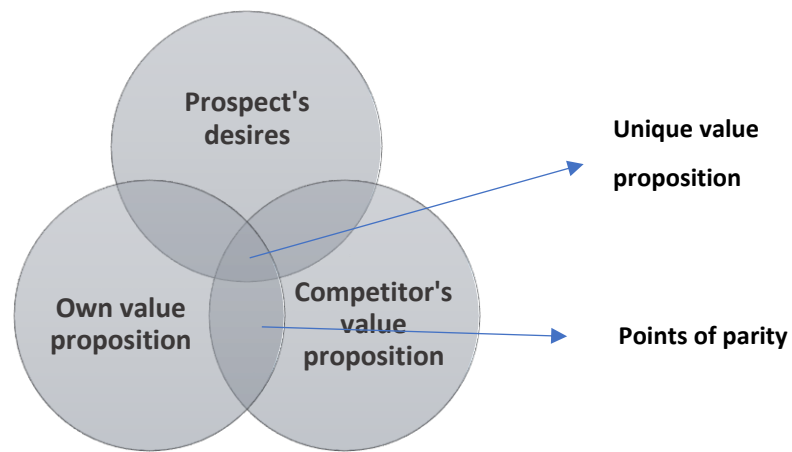 Prospect's
desires
Own value
proposition
Competitor's
value
proposition
Unique value
proposition
Points of parity